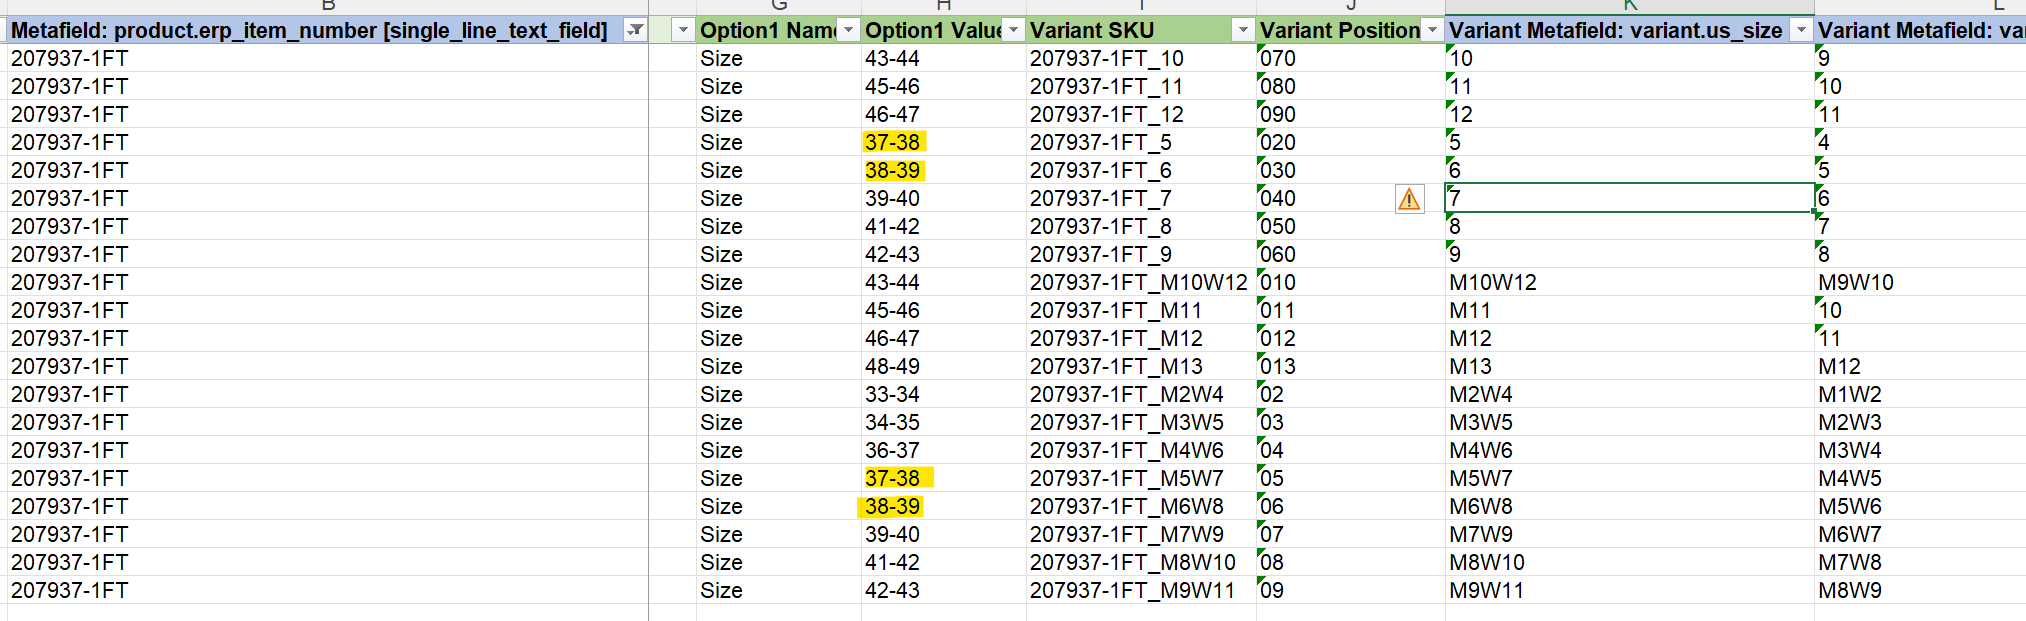 B G H I J K L
Metafield: product.erp_item_number [single_line_text_field] Option1 Name Option1 Value Variant SKU Variant Position Variant Metafield: variant.us_size Variant Metafield:
207937-1FT Size 43-44 207937-1FT_10 070 10 9
207937-1FT Size 45-46 207937-1FT_11 080 11 10
207937-1FT Size 46-47 207937-1FT_12 090 12 11
207937-1FT Size 37-38 207937-1FT_5 020 5 4
207937-1FT Size 38-39 207937-1FT_6 030 6 5
207937-1FT Size 39-40 207937-1FT_7 040 7 6
207937-1FT Size 41-42 207937-1FT_8 050 8 7
207937-1FT Size 42-43 207937-1FT_9 060 9 8
207937-1FT Size 43-44 207937-1FT_M10W12 010 M10W12 M9W10
207937-1FT Size 45-46 207937-1FT_M11 011 M11 10
207937-1FT Size 46-47 207937-1FT_M12 012 M12 11
207937-1FT Size 48-49 207937-1FT_M13 013 M13 M12
207937-1FT Size 33-34 207937-1FT_M2W4 02 M2W4 M1W2
207937-1FT Size 34-35 207937-1FT_M3W5 03 M3W5 M2W3
207937-1FT Size 36-37 207937-1FT_M4W6 04 M4W6 M3W4
207937-1FT Size 37-38 207937-1FT_M5W7 05 M5W7 M4W5
207937-1FT Size 38-39 207937-1FT_M6W8 06 M6W8 M5W6
207937-1FT Size 39-40 207937-1FT_M7W9 07 M7W9 M6W7
207937-1FT Size 41-42 207937-1FT_M8W10 08 M8W10 M7W8
207937-1FT Size 42-43 207937-1FT_M9W11 09 M9W11 M8W9